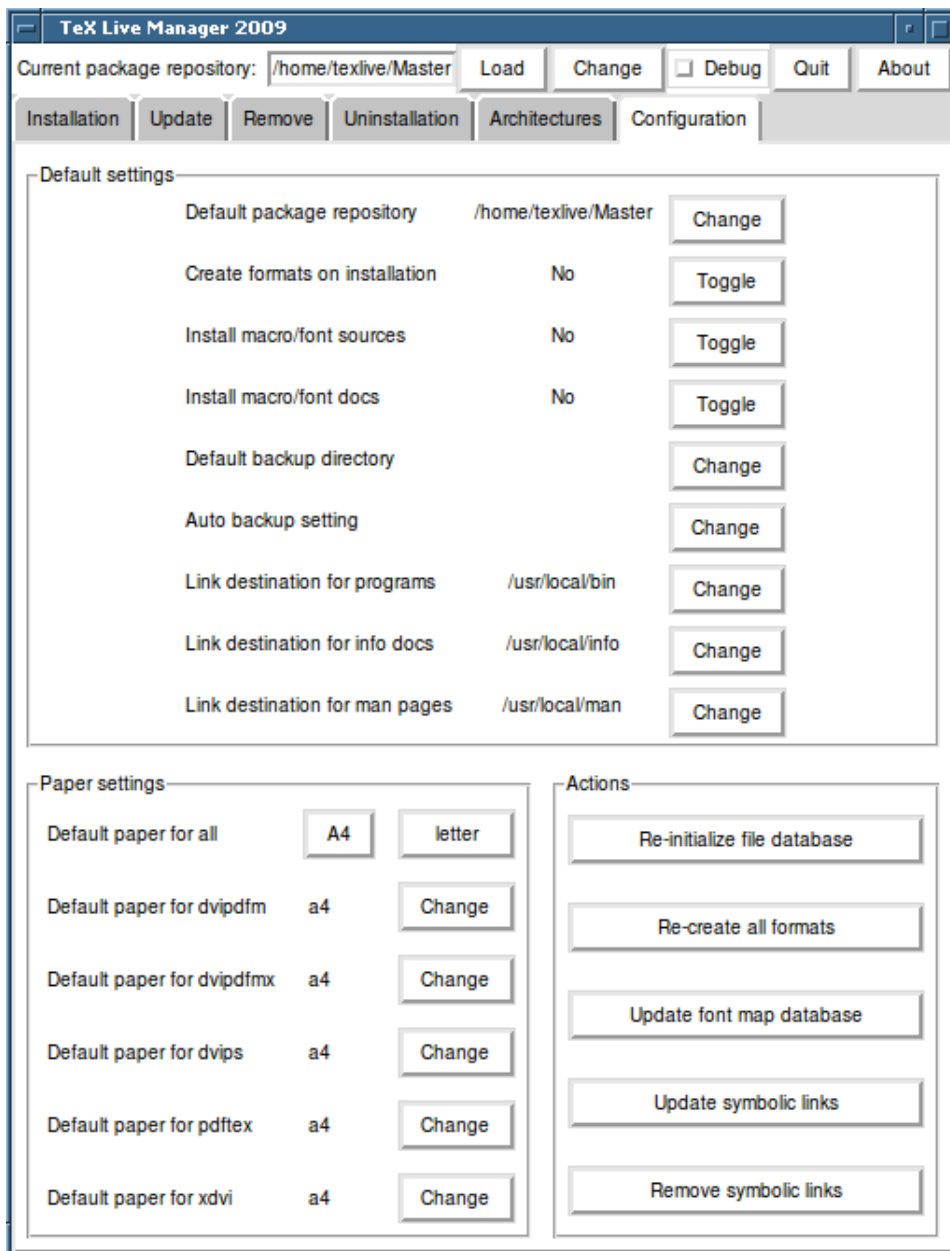 TeX Live Manager 2009
Current package repository: /home/texlive/Master Load Change Debug Quit About
Installation Update Remove Uninstallation Architectures Configuration
Default settings
Default package repository /home/texlive/Master Change
Create formats on installation No Toggle
Install macro/font sources No Toggle
Install macro/font docs No Toggle
Default backup directory Change
Auto backup setting Change
Link destination for programs /usr/local/bin Change
Link destination for info docs /usr/local/info Change
Link destination for man pages /usr/local/man Change
Paper settings
Default paper for all A4 letter
Default paper for dvipdfm a4 Change
Default paper for dvipdfmx a4 Change
Default paper for dvips a4 Change
Default paper for pdftex a4 Change
Default paper for xdvi a4 Change
Actions
Re-initialize file database
Re-create all formats
Update font map database
Update symbolic links
Remove symbolic links